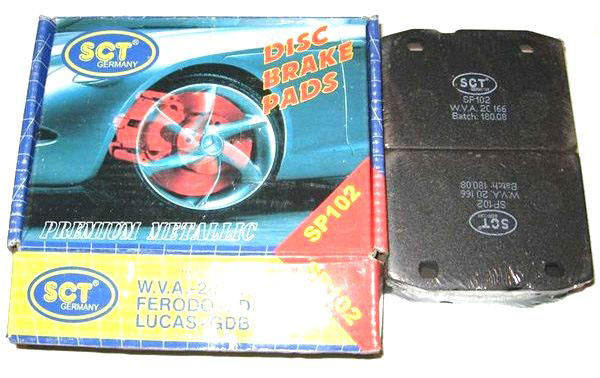 SCT
GERMANY
DISC
BRAKE
PADS
PREMIUM METALLIC
SP102
SCT
GERMANY
W.V.A.-2
FERODO- D
LUCAS-GDB
102
SCT
SP102
W.V.A. 20 166
Batch: 180.08
W.V.A. 20 166
Batch 180.08
SP102
SCT